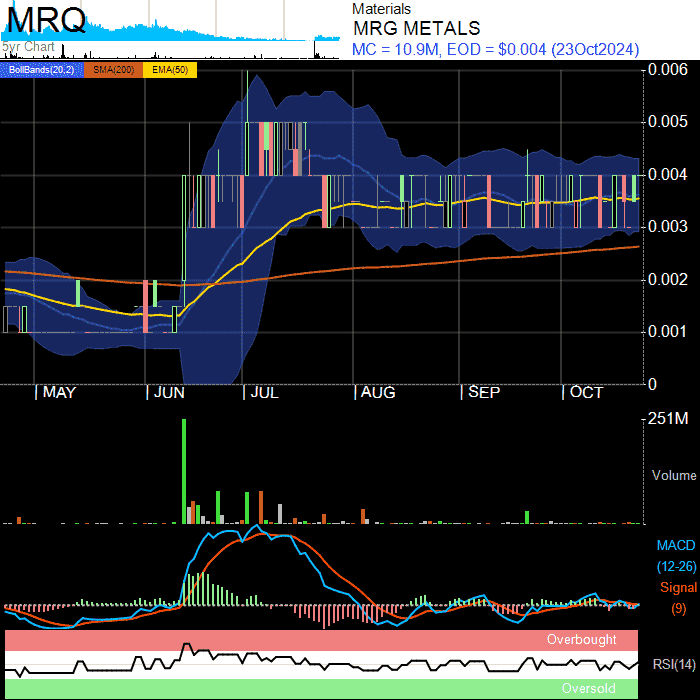 MRQ
5yr Chart
Materials
MRG METALS
MC = 10.9M, EOD = $0.004 (23Oct2024)
BollBands(20,2) SMA(200) EMA(50)
0.006
0.005
0.004
0.003
0.002
0.001
0
MAY JUN JUL AUG SEP OCT
251M
Volume
MACD
(12-26)
Signal
(9)
Overbought
RSI(14)
Oversold